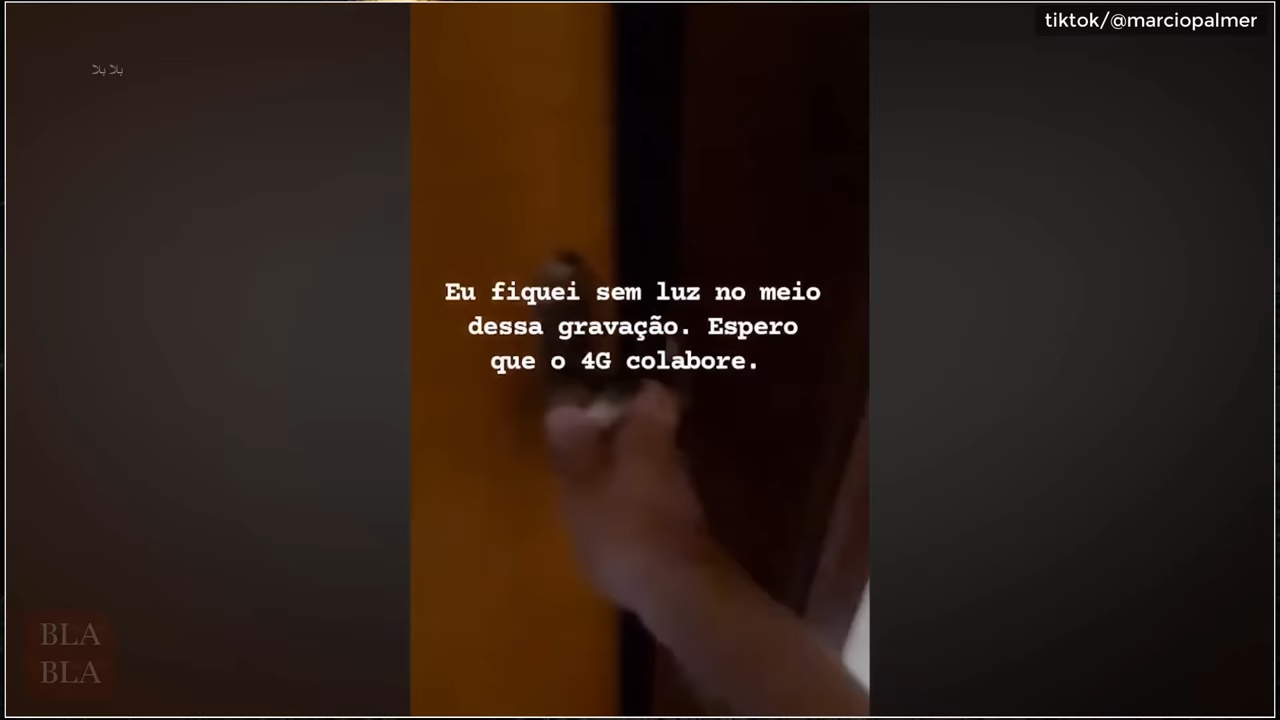 tiktok/@marciopalmer
بلا بلا
Eu fiquei sem luz no meio
dessa gravação. Espero
que o 4G colabore.
BLA
BLA